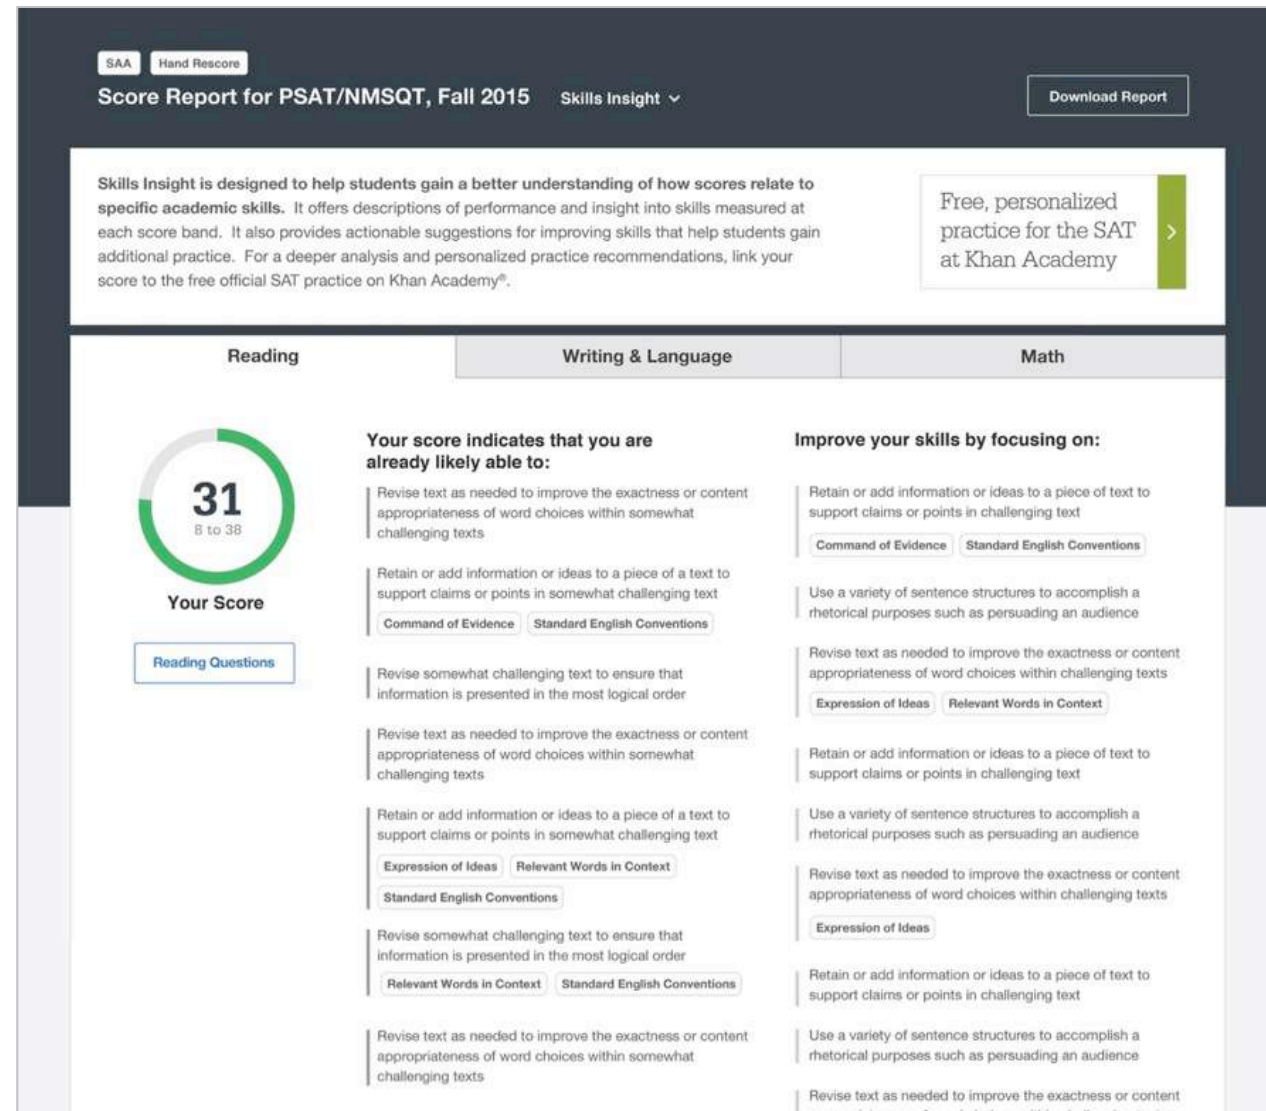 SAA Hand Rescore
Score Report for PSAT/NMSQT, Fall 2015 Skills Insight
Download Report
Skills Insight is designed to help students gain a better understanding of how scores relate to
specific academic skills. It offers descriptions of performance and insight into skills measured at
each score band. It also provides actionable suggestions for improving skills that help students gain
additional practice. For a deeper analysis and personalized practice recommendations, link your
score to the free official SAT practice on Khan Academy®.
Free, personalized
practice for the SAT
at Khan Academy
Reading
Writing & Language
Math
31
8 to 38
Your Score
Reading Questions
Your score indicates that you are
already likely able to:
Revise text as needed to improve the exactness or content
appropriateness of word choices within somewhat
challenging texts
Retain or add information or ideas to a piece of a text to
support claims or points in somewhat challenging text
Command of Evidence Standard English Conventions
Revise somewhat challenging text to ensure that
information is presented in the most logical order
Revise text as needed to improve the exactness or content
appropriateness of word choices within somewhat
challenging texts
Retain or add information or ideas to a piece of a text to
support claims or points in somewhat challenging text
Expression of Ideas Relevant Words in Context
Standard English Conventions
Revise somewhat challenging text to ensure that
information is presented in the most logical order
Relevant Words in Context Standard English Conventions
Revise text as needed to improve the exactness or content
appropriateness of word choices within somewhat
challenging texts
Improve your skills by focusing on:
Retain or add information or ideas to a piece of text to
support claims or points in challenging text
Command of Evidence Standard English Conventions
Use a variety of sentence structures to accomplish a
rhetorical purposes such as persuading an audience
Revise text as needed to improve the exactness or content
appropriateness of word choices within challenging texts
Expression of Ideas Relevant Words in Context
Retain or add information or ideas to a piece of text to
support claims or points in challenging text
Use a variety of sentence structures to accomplish a
rhetorical purposes such as persuading an audience
Revise text as needed to improve the exactness or content
appropriateness of word choices within challenging texts
Expression of Ideas
Retain or add information or ideas to a piece of text to
support claims or points in challenging text
Use a variety of sentence structures to accomplish a
rhetorical purposes such as persuading an audience
Revise text as needed to improve the exactness or content